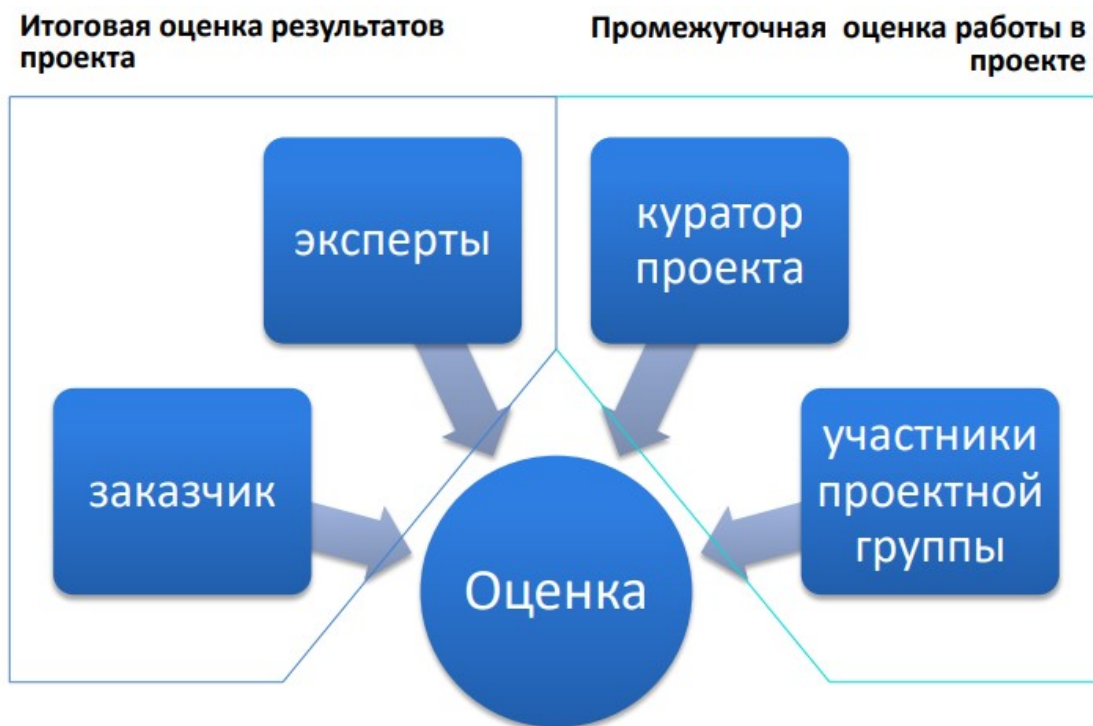 Итоговая оценка результатов
проекта
Промежуточная оценка работы в
проекте
эксперты
куратор
проекта
заказчик
участники
проектной
группы
Оценка